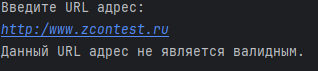 Введите URL адрес:
http:/www.zcontest.ru
Данный URL адрес не является валидным.